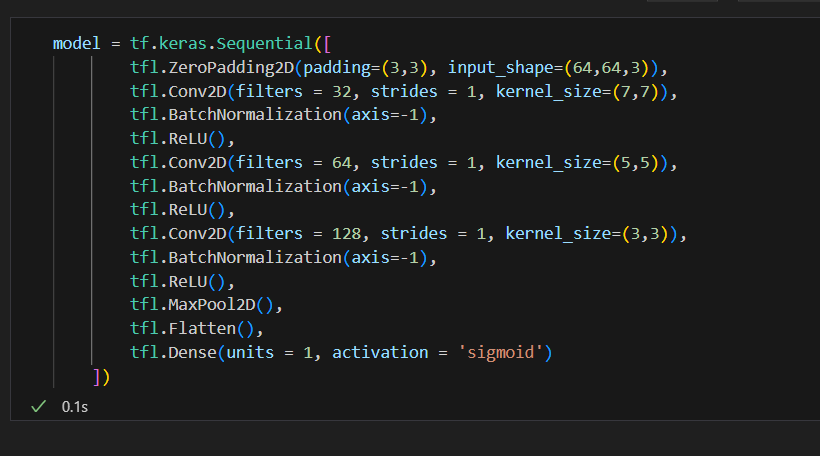 model = tf.keras.Sequential([
tfl.ZeroPadding2D(padding=(3,3), input_shape=(64,64,3)),
tfl.Conv2D(filters = 32, strides = 1, kernel_size=(7,7)),
tfl.BatchNormalization(axis=-1),
tfl.ReLU(),
tfl.Conv2D(filters = 64, strides = 1, kernel_size=(5,5)),
tfl.BatchNormalization(axis=-1),
tfl.ReLU(),
tfl.Conv2D(filters = 128, strides = 1, kernel_size=(3,3)),
tfl.BatchNormalization(axis=-1),
tfl.ReLU(),
tfl.MaxPool2D(),
tfl.Flatten(),
tfl.Dense(units = 1, activation = 'sigmoid')
])
0.1s